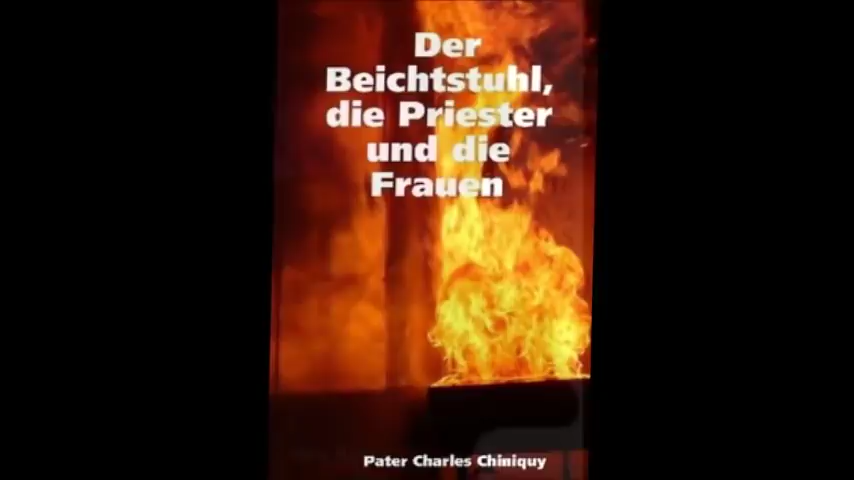 Der
Beichtstuhl,
die Priester
und die
Frauen
Pater Charles Chiniquy